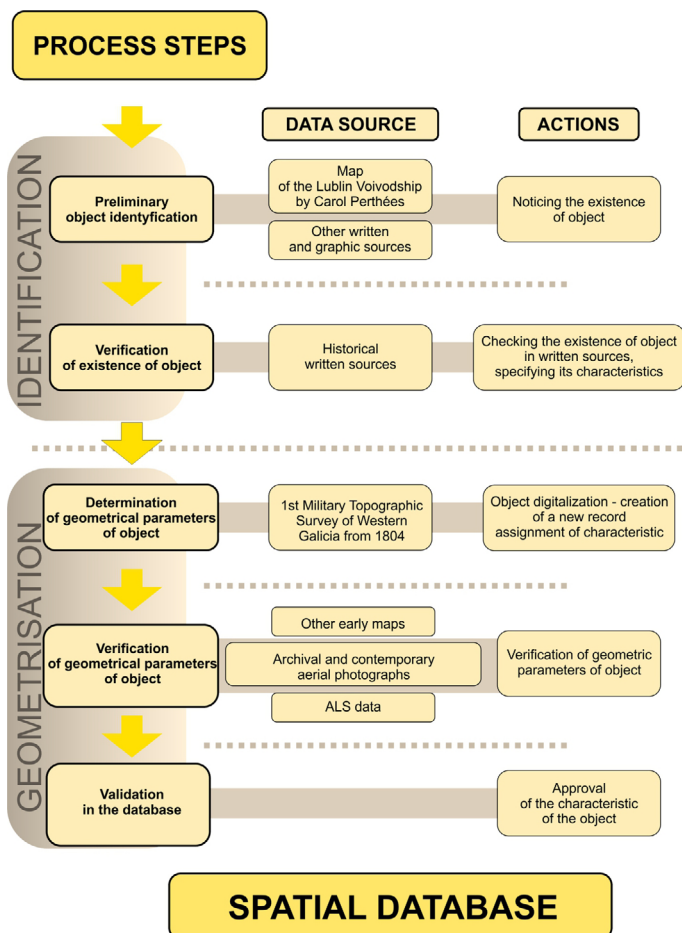 PROCESS STEPS
DATA SOURCE
ACTIONS
IDENTIFICATION
Preliminary
object identyfication
Map
of the Lublin Voivodship
by Carol Perthées
Other written
and graphic sources
Noticing the existence
of object
Verification
of existence of object
Historical
written sources
Checking the existence of object
in written sources,
specifying its characteristics
GEOMETRISATION
Determination
of geometrical parameters
of object
1st Military Topographic
Survey of Western
Galicia from 1804
Object digitalization - creation
of a new record
assignment of characteristic
Verification
of geometrical parameters
of object
Other early maps
Archival and contemporary
aerial photographs
ALS data
Verification of geometric
parameters of object
Validation
in the database
Approval
of the characteristic
of the object
SPATIAL DATABASE